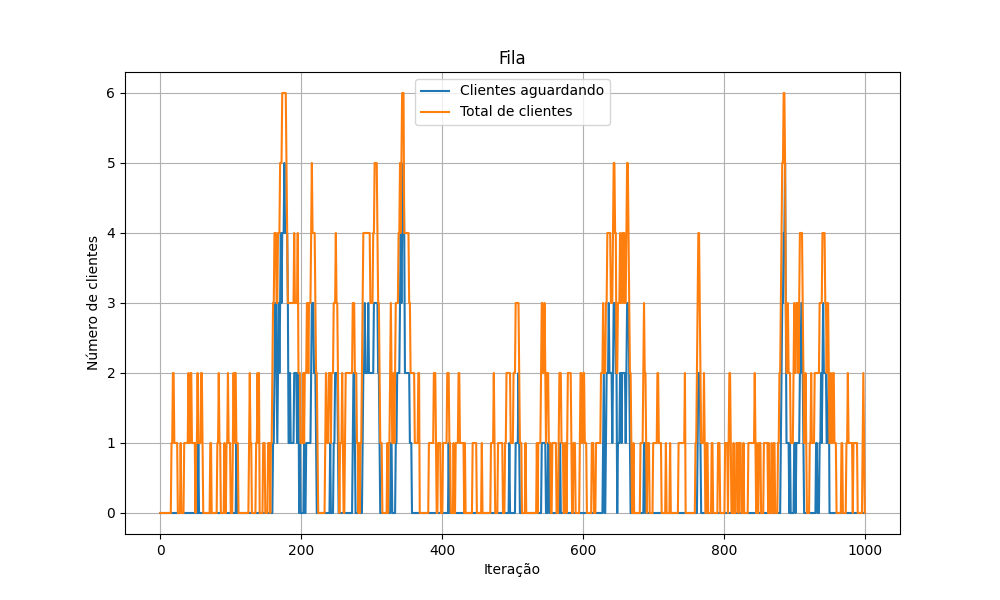 Fila
Clientes aguardando
Total de clientes
Número de clientes
6
5
4
3
2
1
0
0 200 400 600 800 1000
Iteração